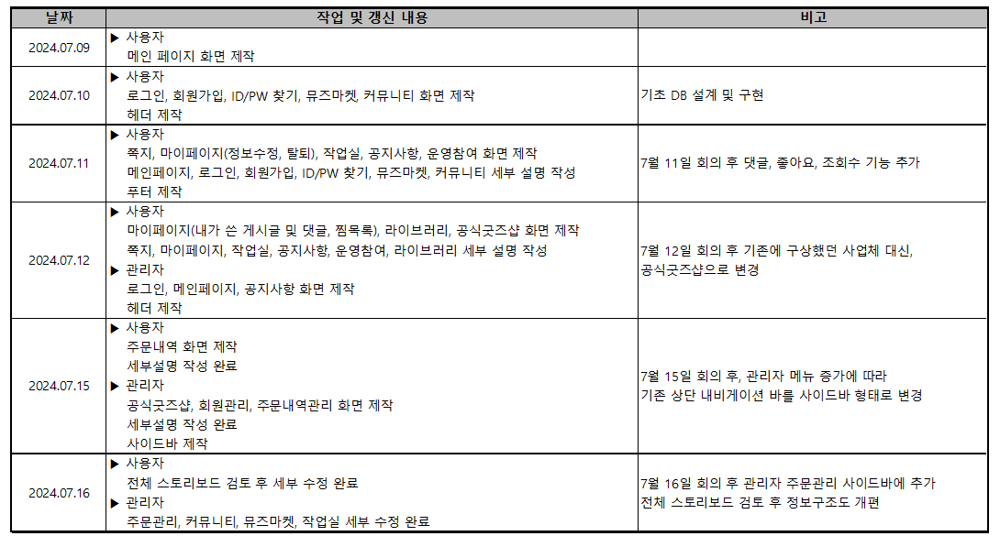 날짜 작업 및 갱신 내용 비고
2024.07.09
▶ 사용자
메인 페이지 화면 제작
2024.07.10
▶ 사용자
로그인, 회원가입, ID/PW 찾기, 뮤즈마켓, 커뮤니티 화면 제작
헤더 제작
기초 DB 설계 및 구현
2024.07.11
▶ 사용자
쪽지, 마이페이지(정보수정, 탈퇴), 작업실, 공지사항, 운영참여 화면 제작
메인페이지, 로그인, 회원가입, ID/PW 찾기, 뮤즈마켓, 커뮤니티 세부 설명 작성
푸터 제작
7월 11일 회의 후 댓글, 좋아요, 조회수 기능 추가
2024.07.12
▶ 사용자
마이페이지(내가 쓴 게시글 및 댓글, 찜목록), 라이브러리, 공식굿즈샵 화면 제작
쪽지, 마이페이지, 작업실, 공지사항, 운영참여, 라이브러리 세부 설명 작성
▶ 관리자
로그인, 메인페이지, 공지사항 화면 제작
헤더 제작
7월 12일 회의 후 기존에 구상했던 사업체 대신,
공식굿즈샵으로 변경
2024.07.15
▶ 사용자
주문내역 화면 제작
세부설명 작성 완료
▶ 관리자
공식굿즈샵, 회원관리, 주문내역관리 화면 제작
세부설명 작성 완료
사이드바 제작
7월 15일 회의 후, 관리자 메뉴 증가에 따라
기존 상단 내비게이션 바를 사이드바 형태로 변경
2024.07.16
▶ 사용자
전체 스토리보드 검토 후 세부 수정 완료
▶ 관리자
주문관리, 커뮤니티, 뮤즈마켓, 작업실 세부 수정 완료
7월 16일 회의 후 관리자 주문관리 사이드바에 추가
전체 스토리보드 검토 후 정보구조도 개편